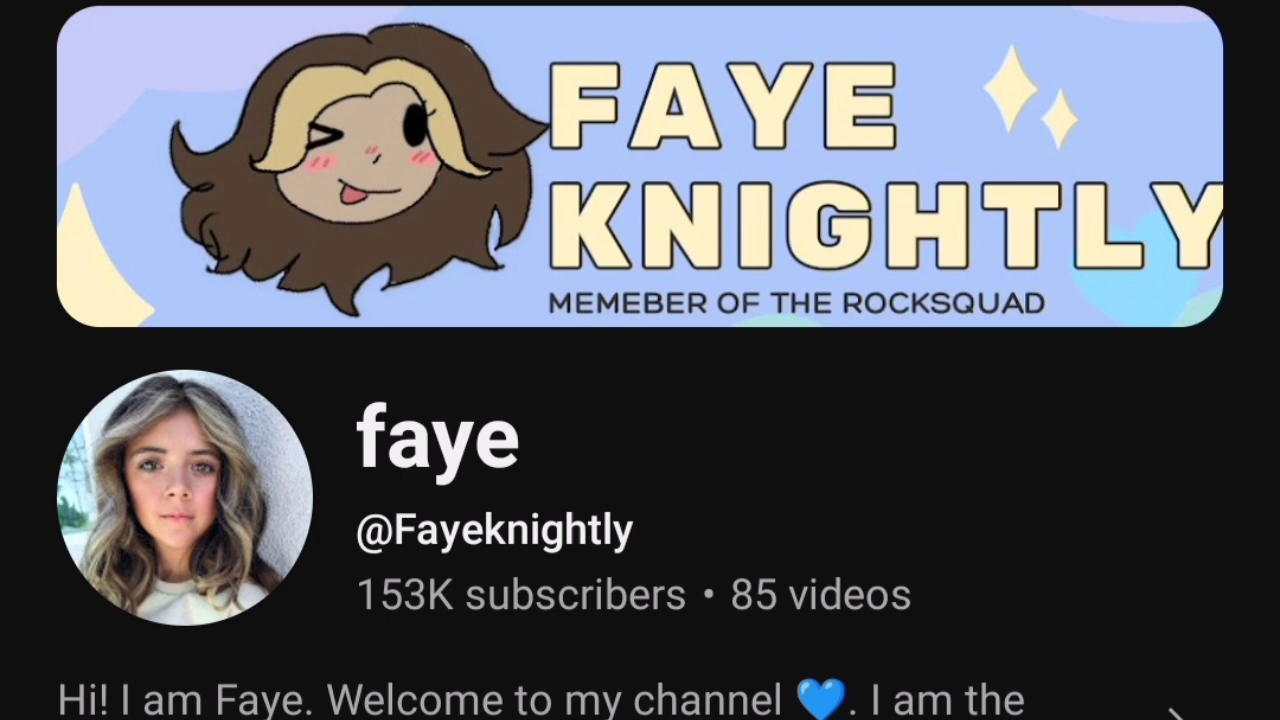 FAYE
KNIGHTLY
MEMEBER OF THE ROCKSQUAD
faye
@Fayeknightly
153K subscribers • 85 videos
Hi! I am Faye. Welcome to my channel 💙. I am the